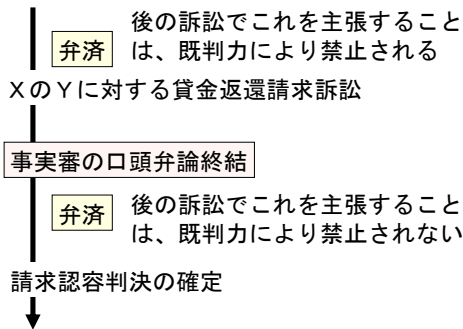 後の訴訟でこれを主張すること
弁済
は、既判力により禁止される
XのYに対する貸金返還請求訴訟
事実審の口頭弁論終結
後の訴訟でこれを主張すること
弁済
は、既判力により禁止されない
請求認容判決の確定